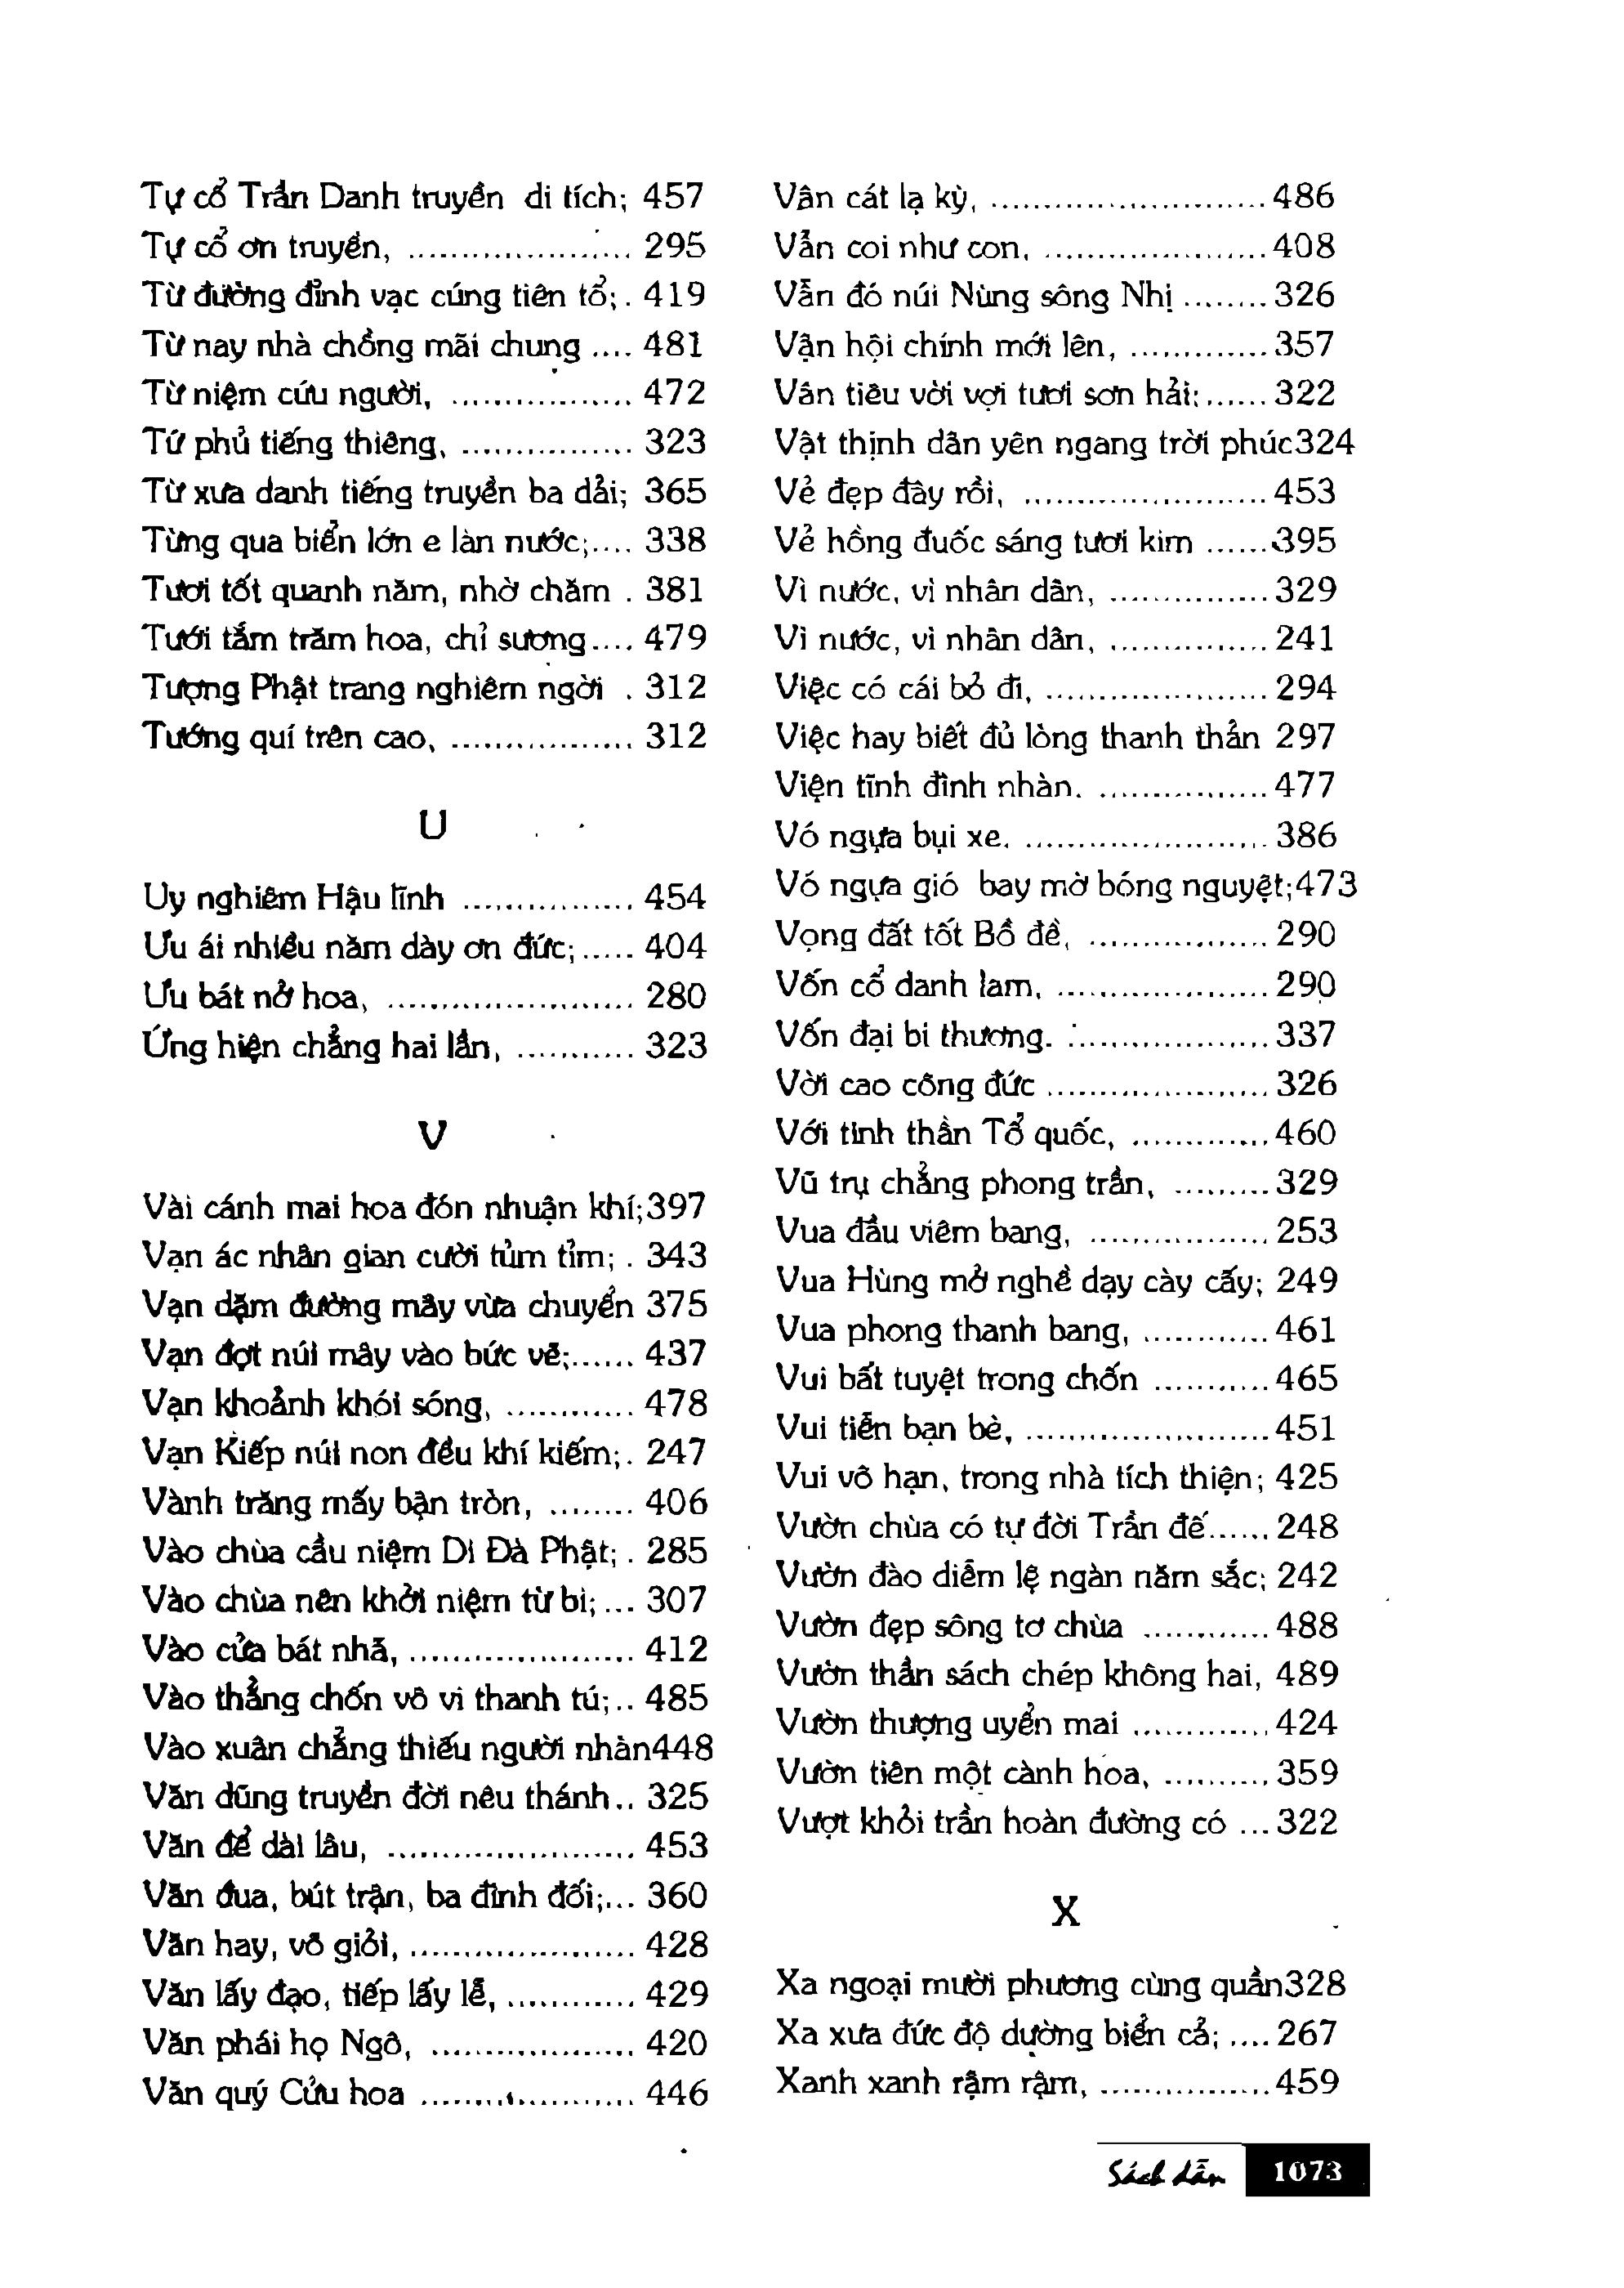 Tự cổ Trần Danh truyền di tích; 457
Tự cổ ơn truyền, ........................ 295
Từ đường đỉnh vạc cúng tiên tổ; . 419
Từ nay nhà chồng mãi chung .... 481
Từ niệm cứu người, .................. 472
Tứ phủ tiếng thiêng, ................. 323
Từ xưa danh tiếng truyền ba dải; 365
Từng qua biển lớn e làn nước;.... 338
Tươi tốt quanh năm, nhờ chăm . 381
Tưới tắm trăm hoa, chỉ sương.... 479
Tượng Phật trang nghiêm ngời . 312
Tướng quí trên cao, .................. 312
U
Uy nghiêm Hậu lĩnh ................. 454
Ưu ái nhiều năm dày ơn đức;..... 404
Ưu bát nở hoa, ........................ 280
Ứng hiện chẳng hai lần, ........... 323
V
Vài cánh mai hoa đón nhuận khí;397
Vạn ác nhân gian cười tủm tỉm; . 343
Vạn dặm đường mây vừa chuyển 375
Vạn đợt núi mây vào bức vẽ;...... 437
Vạn khoảnh khói sóng, ............ 478
Vạn Kiếp núi non đều khí kiếm;. 247
Vành trăng mấy bận tròn, ........ 406
Vào chùa cầu niệm Di Đà Phật; . 285
Vào chùa nên khởi niệm từ bi; ... 307
Vào cửa bát nhã, ...................... 412
Vào thẳng chốn vô vi thanh tú;.. 485
Vào xuân chẳng thiếu người nhàn448
Văn dũng truyền đời nêu thánh.. 325
Văn để dài lâu, ........................ 453
Văn đua, bút trận, ba đình đối;... 360
Văn hay, võ giỏi, ...................... 428
Văn lấy đạo, tiếp lấy lễ, ............ 429
Văn phái họ Ngô, .................... 420
Văn quý Cửu hoa ..................... 446
Vân cát lạ kỳ, ...........................486
Vẫn coi như con, ......................408
Vẫn đó núi Nùng sông Nhị ........326
Vận hội chính mới lên, .............357
Vân tiêu vời vợi tươi sơn hải;......322
Vật thịnh dân yên ngang trời phúc324
Vẻ đẹp đây rồi, ........................453
Vẻ hồng đuốc sáng tươi kim ......395
Vì nước, vì nhân dân, ...............329
Vì nước, vì nhân dân, ...............241
Việc có cái bỏ đi, ......................294
Việc hay biết đủ lòng thanh thản 297
Viện tĩnh đình nhàn. ................477
Vó ngựa bụi xe. ........................386
Vó ngựa gió bay mờ bóng nguyệt;473
Vọng đất tốt Bồ đề, ..................290
Vốn cổ danh lam, .....................290
Vốn đại bi thương. ...................337
Vời cao công đức ......................326
Với tinh thần Tổ quốc, .............460
Vũ trụ chẳng phong trần, .........329
Vua đầu viêm bang, .................253
Vua Hùng mở nghề dạy cày cấy; 249
Vua phong thanh bang, ............461
Vui bất tuyệt trong chốn ...........465
Vui tiễn bạn bè, .......................451
Vui vô hạn, trong nhà tích thiện; 425
Vườn chùa có tự đời Trần đế......248
Vườn đào diễm lệ ngàn năm sắc; 242
Vườn đẹp sông tơ chùa ............488
Vườn thần sách chép không hai, 489
Vườn thượng uyển mai .............424
Vườn tiên một cành hoa, ..........359
Vượt khỏi trần hoàn đường có ...322
X
Xa ngoại mười phương cùng quần328
Xa xưa đức độ dường biển cả; ....267
Xanh xanh rậm rậm, ................459
Sách dẫn 1073